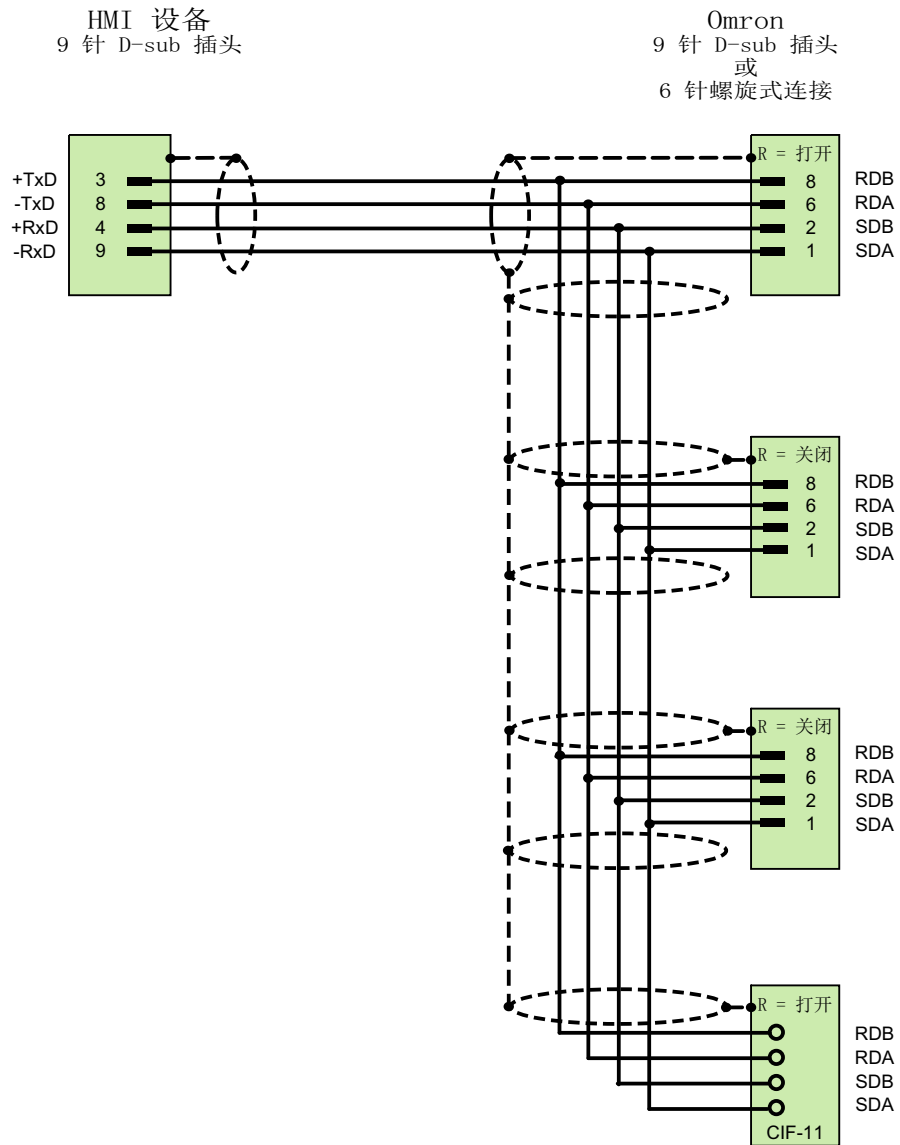 HMI 设备
9 针 D-sub 插头
Omron
9 针 D-sub 插头
或
6 针螺旋式连接
R = 打开
+TxD 3 8 RDB
-TxD 8 6 RDA
+RxD 4 2 SDB
-RxD 9 1 SDA
R = 关闭
8 RDB
6 RDA
2 SDB
1 SDA
R = 关闭
8 RDB
6 RDA
2 SDB
1 SDA
R = 打开
RDB
RDA
SDB
SDA
CIF-11